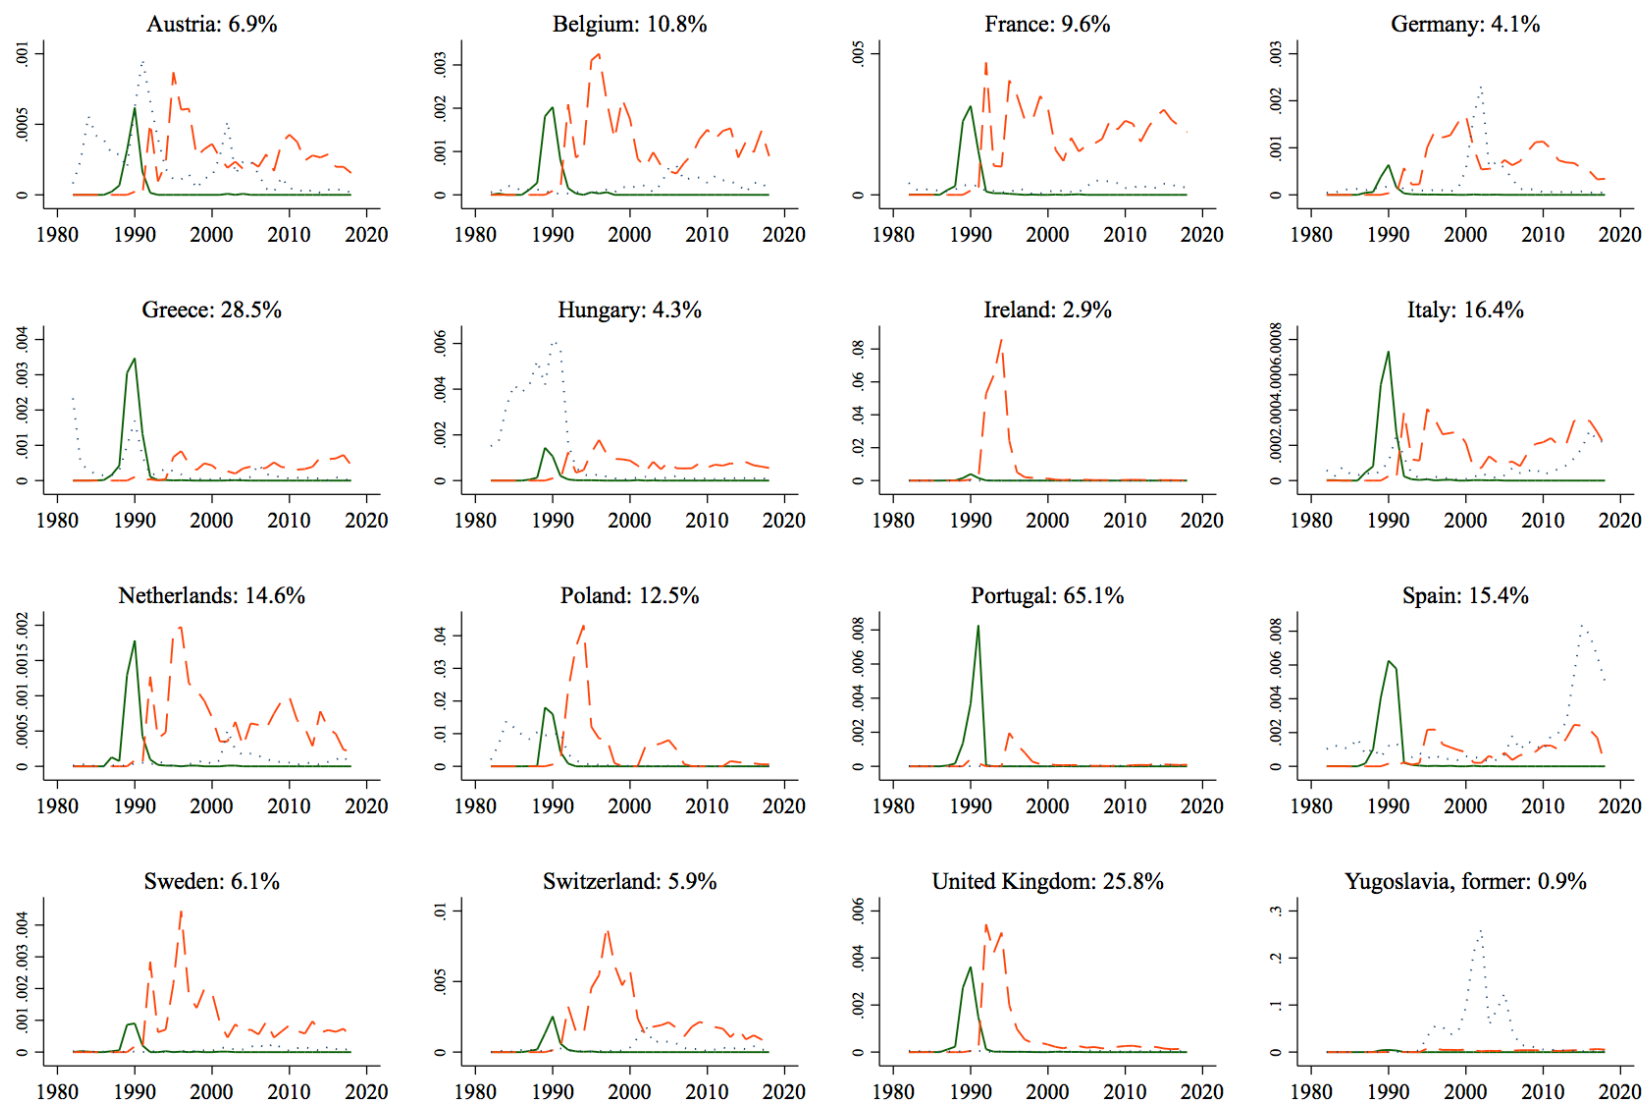 Austria: 6.9%
0 .0005 .001
1980 1990 2000 2010 2020
Belgium: 10.8%
0 .001 .002 .003
1980 1990 2000 2010 2020
France: 9.6%
0 .005
1980 1990 2000 2010 2020
Germany: 4.1%
0 .001 .002 .003
1980 1990 2000 2010 2020
Greece: 28.5%
0 .001 .002 .003 .004
1980 1990 2000 2010 2020
Hungary: 4.3%
0 .002 .004 .006
1980 1990 2000 2010 2020
Ireland: 2.9%
0 .02 .04 .06 .08
1980 1990 2000 2010 2020
Italy: 16.4%
0 .0002 .0004 .0006 .0008
1980 1990 2000 2010 2020
Netherlands: 14.6%
0 .0005 .001 .0015 .002
1980 1990 2000 2010 2020
Poland: 12.5%
0 .01 .02 .03 .04
1980 1990 2000 2010 2020
Portugal: 65.1%
0 .002 .004 .006 .008
1980 1990 2000 2010 2020
Spain: 15.4%
0 .002 .004 .006 .008
1980 1990 2000 2010 2020
Sweden: 6.1%
0 .001 .002 .003 .004
1980 1990 2000 2010 2020
Switzerland: 5.9%
0 .005 .01
1980 1990 2000 2010 2020
United Kingdom: 25.8%
0 .002 .004 .006
1980 1990 2000 2010 2020
Yugoslavia, former: 0.9%
0 .1 .2 .3
1980 1990 2000 2010 2020